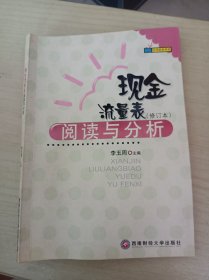 现金
流量表(修订本)
阅读与分析
李玉周 主编
XIANJIN
LIULIANGBIAO
YUEDU
YU FENXI
西南财经大学出版社